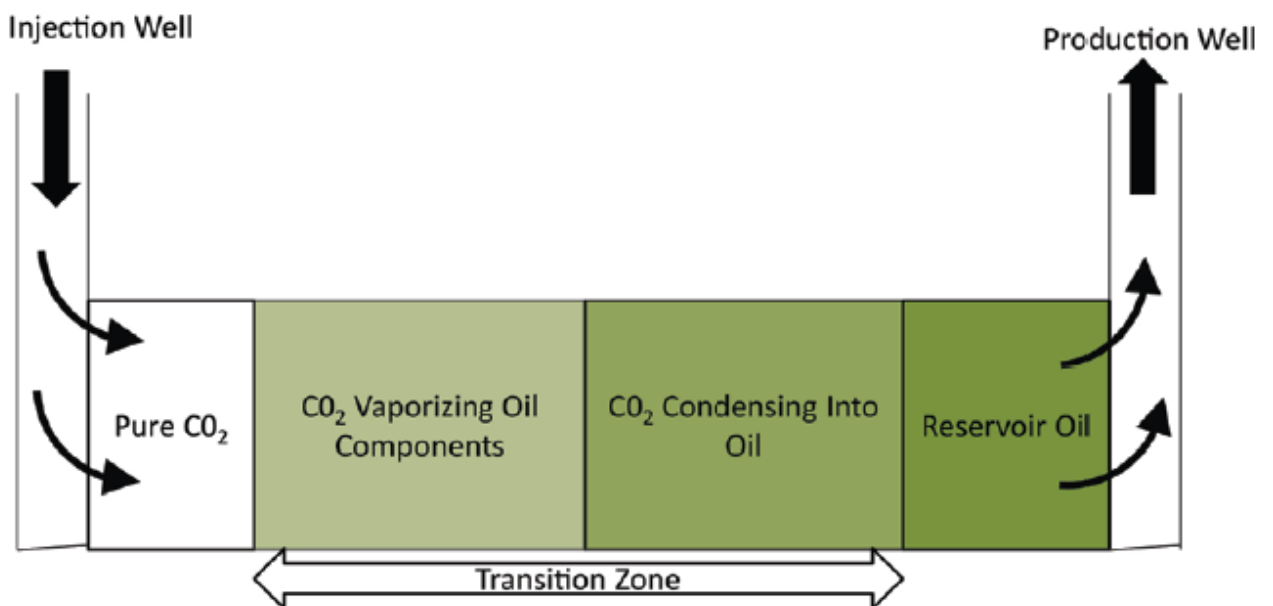 Injection Well
Production Well
Pure C0₂
C0₂ Vaporizing Oil
Components
C0₂ Condensing Into
Oil
Reservoir Oil
Transition Zone